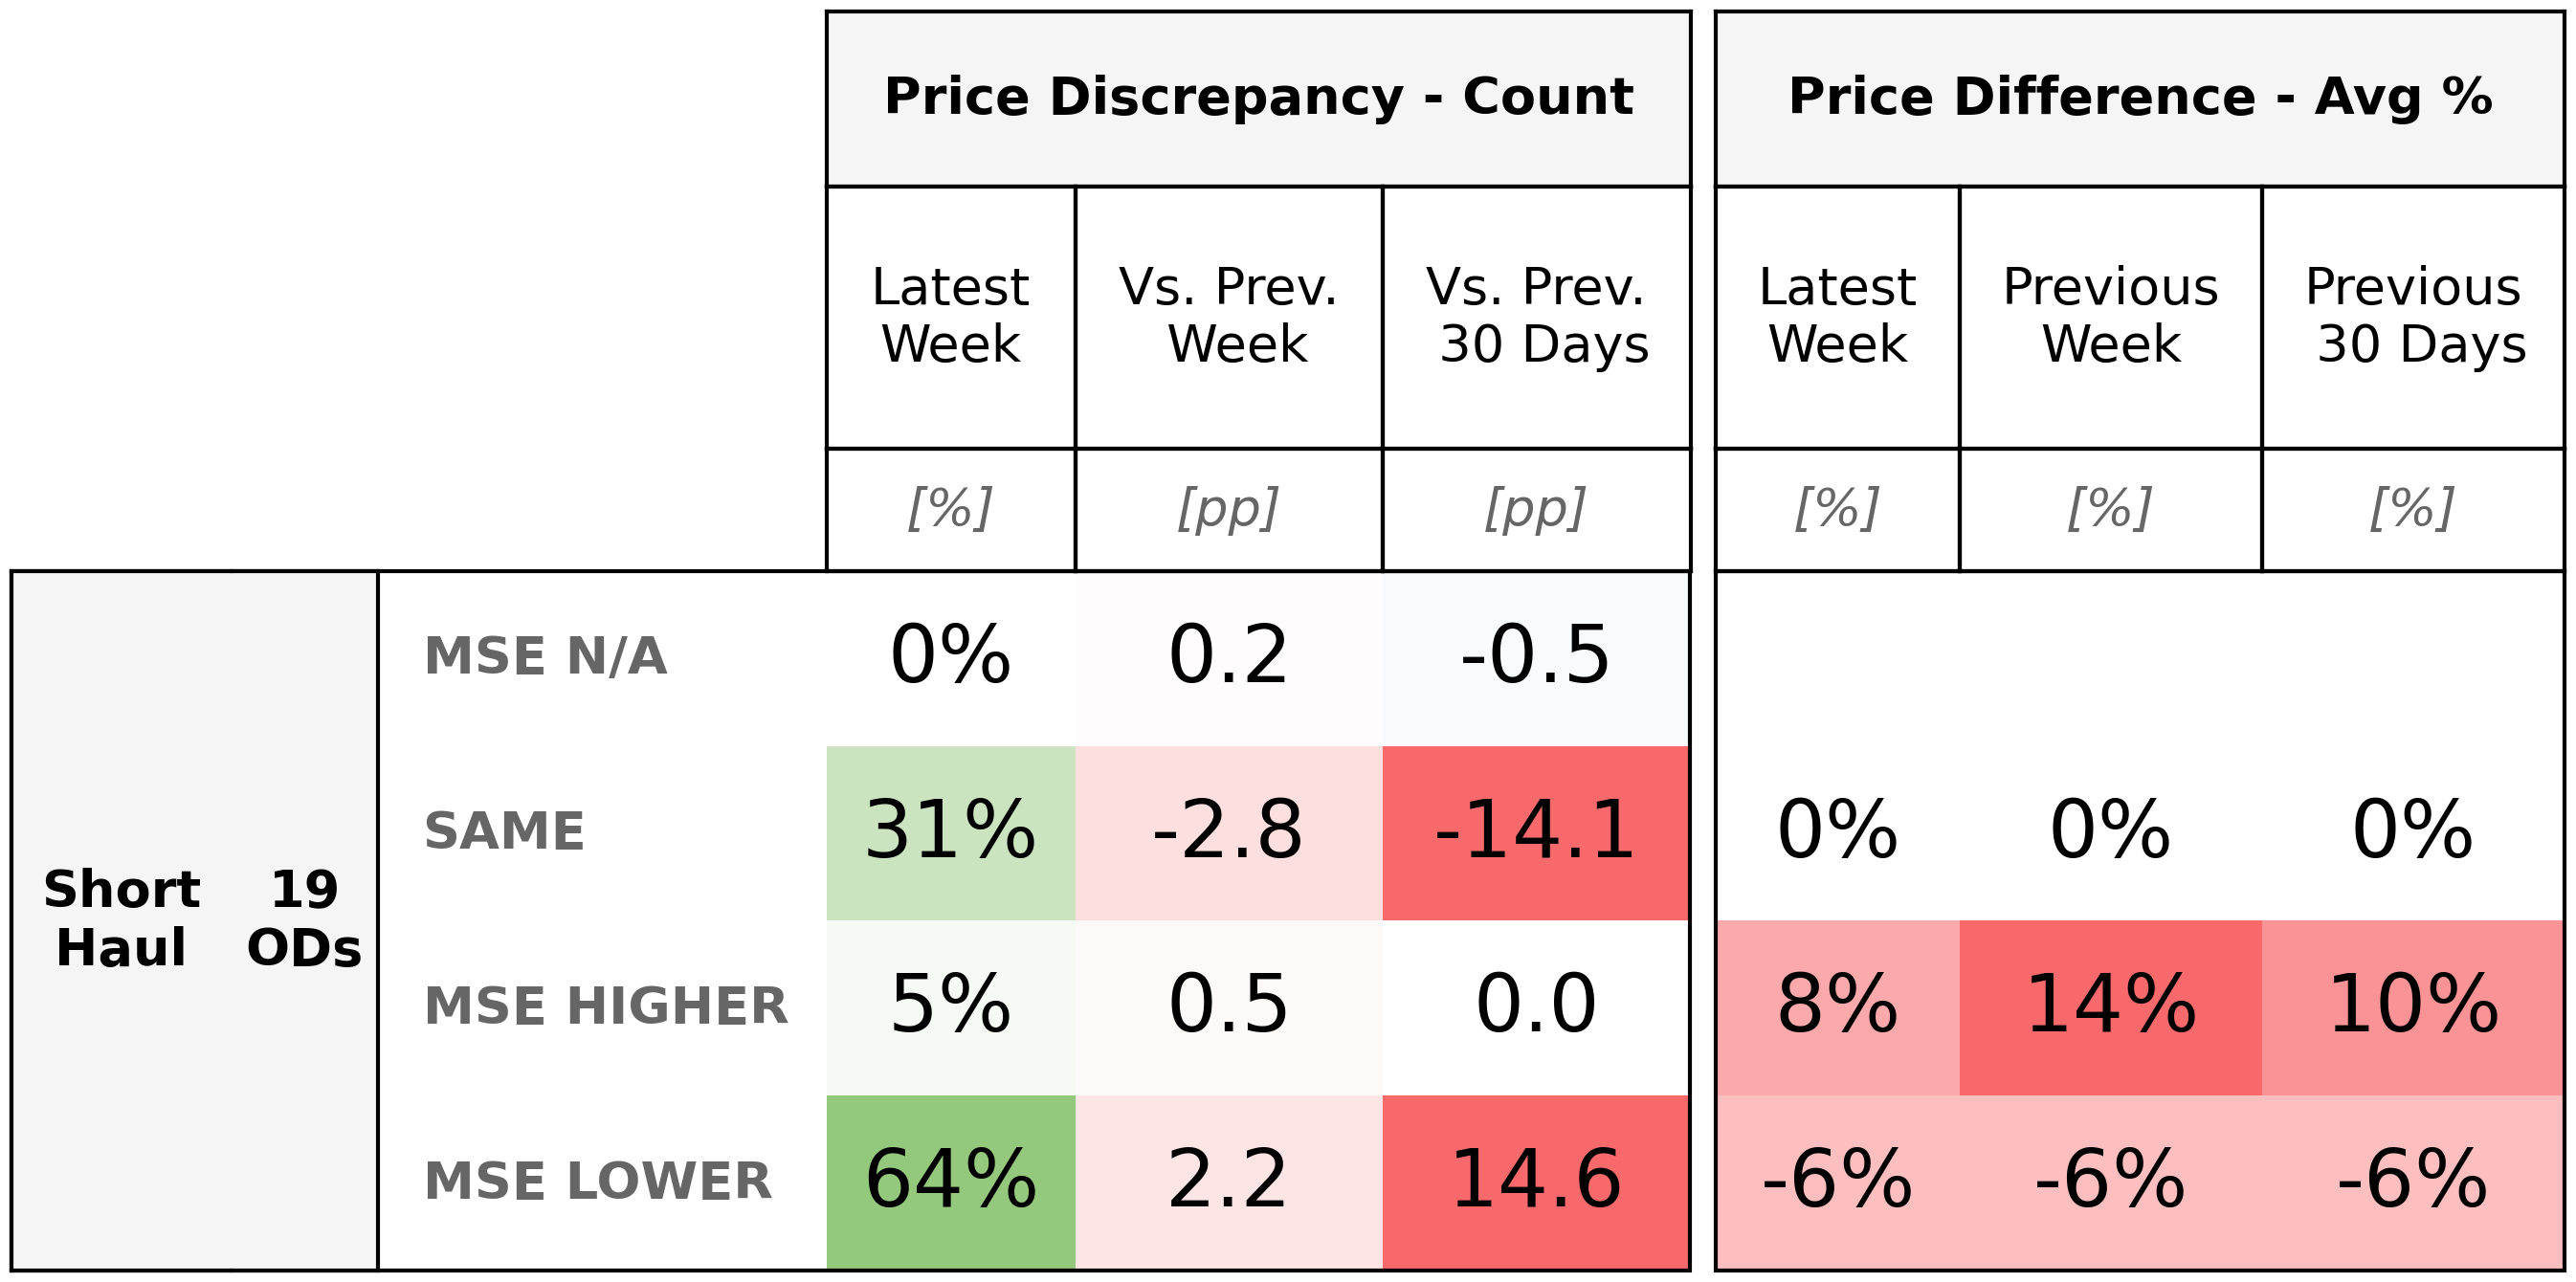 Price Discrepancy - Count Price Difference - Avg %
Latest Week Vs. Prev. Week Vs. Prev. 30 Days Latest Week Previous Week Previous 30 Days
[%] [pp] [pp] [%] [%] [%]
Short Haul 19 ODs
MSE N/A 0% 0.2 -0.5
SAME 31% -2.8 -14.1 0% 0% 0%
MSE HIGHER 5% 0.5 0.0 8% 14% 10%
MSE LOWER 64% 2.2 14.6 -6% -6% -6%